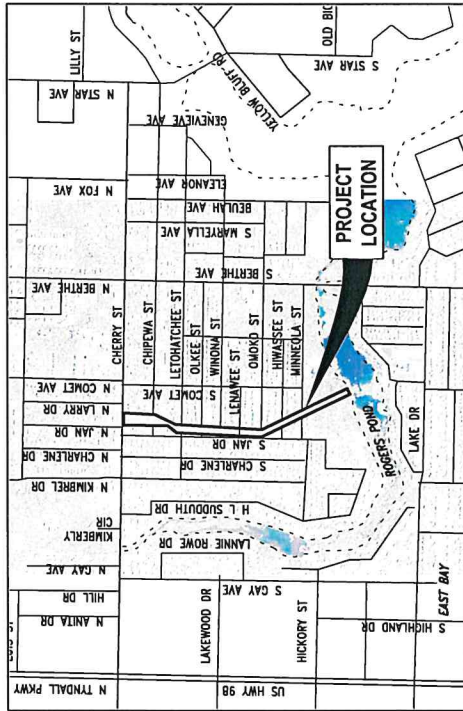 LILLY ST
OLD BIC
N STAR AVE
S STAR AVE
YELLOW BLUFF RD
GENEVIEVE AVE
N FOX AVE
ELEANOR AVE
BEULAH AVE
S MARYELLA AVE
PROJECT
LOCATION
N BERTHE AVE
S BERTHE AVE
CHERRY ST
CHIPEWA ST
LETOHATCHEE ST
OLKEE ST
WINONA ST
LENAWEE ST
OMOKO ST
HIWASSEE ST
MINNEOLA ST
N COMET AVE
S COMET AVE
N LARRY DR
N JAN DR
S JAN DR
N CHARLENE DR
S CHARLENE DR
ROGERS POND
LAKE DR
N KIMBREL DR
H L SUDDUTH DR
KIMBERLY
CIR
LANNIE ROWE DR
N GAY AVE
S GAY AVE
HILL DR
N ANITA DR
LAKEWOOD DR
HICKORY ST
EAST BAY
S HIGHLAND DR
N TYNDALL PKWY
US HWY 98